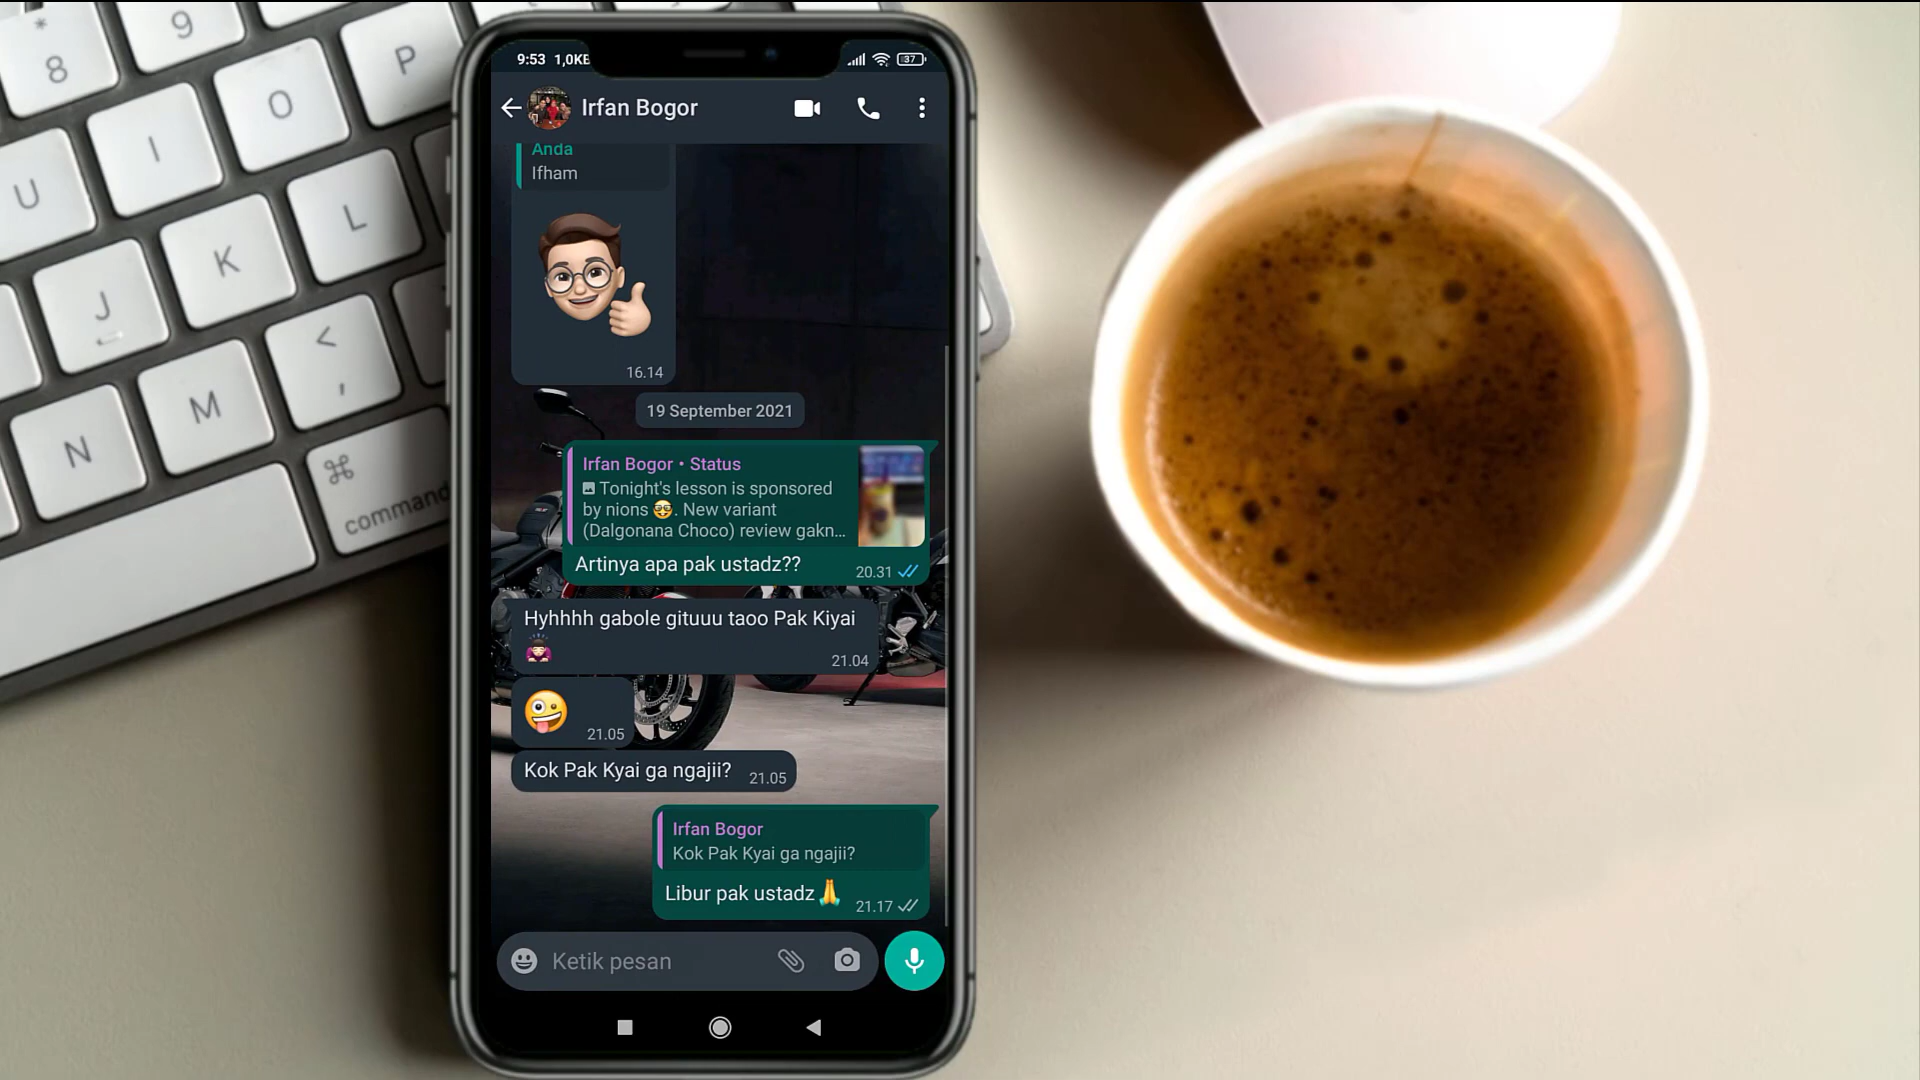 *
8
9
P
O
I
U
L
K
J
<
,
M
N
⌘
command
9:53 1,0KB
37
Irfan Bogor
Anda
Ifham
16.14
19 September 2021
Irfan Bogor • Status
Tonight's lesson is sponsored
by nions 🤓. New variant
(Dalgonana Choco) review gakn...
Artinya apa pak ustadz??
20.31
Hyhhhh gabole gituuu taoo Pak Kiyai
🙇🏻
21.04
🤪
21.05
Kok Pak Kyai ga ngajii?
21.05
Irfan Bogor
Kok Pak Kyai ga ngajii?
Libur pak ustadz🙏
21.17
Ketik pesan